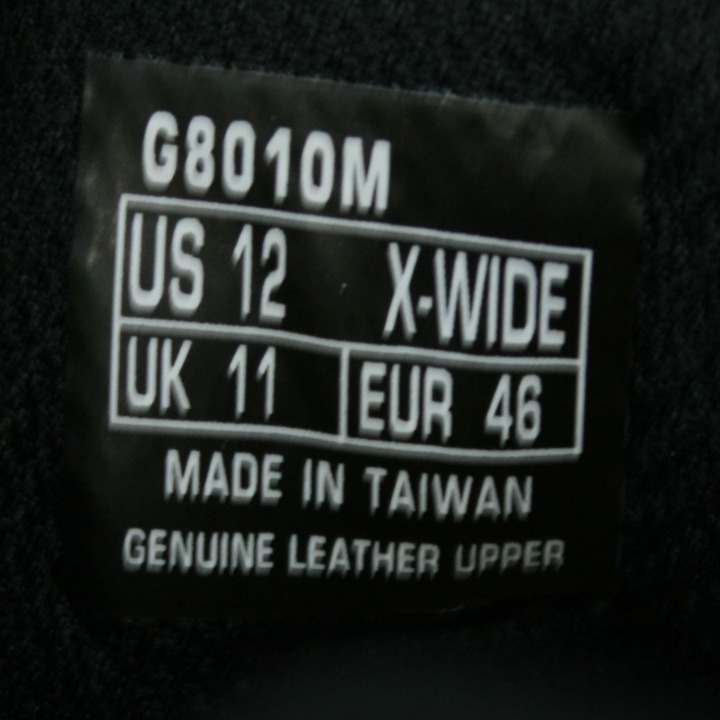 G8010M
US 12 X-WIDE
UK 11 EUR 46
MADE IN TAIWAN
GENUINE LEATHER UPPER